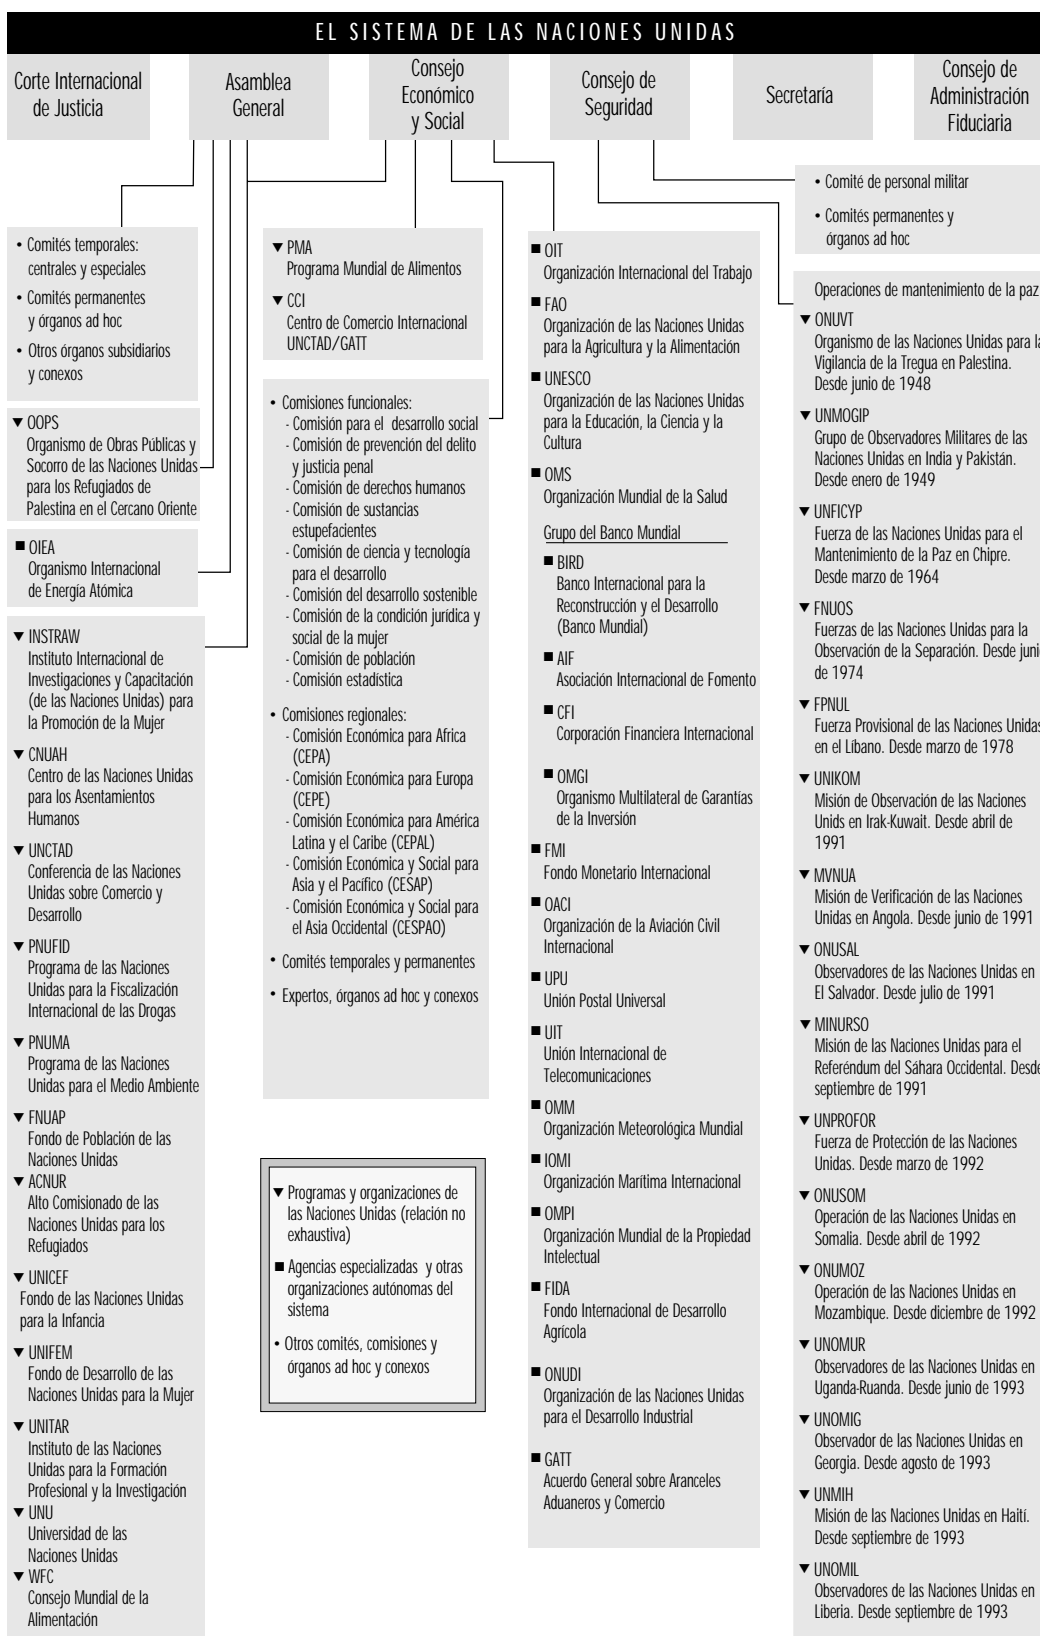 EL SISTEMA DE LAS NACIONES UNIDAS
Corte Internacional
de Justicia
Asamblea
General
Consejo
Económico
y Social
Consejo de
Seguridad
Secretaría
Consejo de
Administración
Fiduciaria
• Comités temporales:
centrales y especiales
• Comités permanentes
y órganos ad hoc
• Otros órganos subsidiarios
y conexos
▼ OOPS
Organismo de Obras Públicas y
Socorro de las Naciones Unidas
para los Refugiados de
Palestina en el Cercano Oriente
■ OIEA
Organismo Internacional
de Energía Atómica
▼ INSTRAW
Instituto Internacional de
Investigaciones y Capacitación
(de las Naciones Unidas) para
la Promoción de la Mujer
▼ CNUAH
Centro de las Naciones Unidas
para los Asentamientos
Humanos
▼ UNCTAD
Conferencia de las Naciones
Unidas sobre Comercio y
Desarrollo
▼ PNUFID
Programa de las Naciones
Unidas para la Fiscalización
Internacional de las Drogas
▼ PNUMA
Programa de las Naciones
Unidas para el Medio Ambiente
▼ FNUAP
Fondo de Población de las
Naciones Unidas
▼ ACNUR
Alto Comisionado de las
Naciones Unidas para los
Refugiados
▼ UNICEF
Fondo de las Naciones Unidas
para la Infancia
▼ UNIFEM
Fondo de Desarrollo de las
Naciones Unidas para la Mujer
▼ UNITAR
Instituto de las Naciones
Unidas para la Formación
Profesional y la Investigación
▼ UNU
Universidad de las
Naciones Unidas
▼ WFC
Consejo Mundial de la
Alimentación
▼ PMA
Programa Mundial de Alimentos
▼ CCI
Centro de Comercio Internacional
UNCTAD/GATT
• Comisiones funcionales:
- Comisión para el desarrollo social
- Comisión de prevención del delito
y justicia penal
- Comisión de derechos humanos
- Comisión de sustancias
estupefacientes
- Comisión de ciencia y tecnología
para el desarrollo
- Comisión del desarrollo sostenible
- Comisión de la condición jurídica y
social de la mujer
- Comisión de población
- Comisión estadística
• Comisiones regionales:
- Comisión Económica para Africa
(CEPA)
- Comisión Económica para Europa
(CEPE)
- Comisión Económica para América
Latina y el Caribe (CEPAL)
- Comisión Económica y Social para
Asia y el Pacífico (CESAP)
- Comisión Económica y Social para
el Asia Occidental (CESPAO)
• Comités temporales y permanentes
• Expertos, órganos ad hoc y conexos
▼ Programas y organizaciones de
las Naciones Unidas (relación no
exhaustiva)
■ Agencias especializadas y otras
organizaciones autónomas del
sistema
• Otros comités, comisiones y
órganos ad hoc y conexos
■ OIT
Organización Internacional del Trabajo
■ FAO
Organización de las Naciones Unidas
para la Agricultura y la Alimentación
■ UNESCO
Organización de las Naciones Unidas
para la Educación, la Ciencia y la
Cultura
■ OMS
Organización Mundial de la Salud
Grupo del Banco Mundial
■ BIRD
Banco Internacional para la
Reconstrucción y el Desarrollo
(Banco Mundial)
■ AIF
Asociación Internacional de Fomento
■ CFI
Corporación Financiera Internacional
■ OMGI
Organismo Multilateral de Garantías
de la Inversión
■ FMI
Fondo Monetario Internacional
■ OACI
Organización de la Aviación Civil
Internacional
■ UPU
Unión Postal Universal
■ UIT
Unión Internacional de
Telecomunicaciones
■ OMM
Organización Meteorológica Mundial
■ IOMI
Organización Marítima Internacional
■ OMPI
Organización Mundial de la Propiedad
Intelectual
■ FIDA
Fondo Internacional de Desarrollo
Agrícola
■ ONUDI
Organización de las Naciones Unidas
para el Desarrollo Industrial
■ GATT
Acuerdo General sobre Aranceles
Aduaneros y Comercio
• Comité de personal militar
• Comités permanentes y
órganos ad hoc
Operaciones de mantenimiento de la paz
▼ ONUVT
Organismo de las Naciones Unidas para la
Vigilancia de la Tregua en Palestina.
Desde junio de 1948
▼ UNMOGIP
Grupo de Observadores Militares de las
Naciones Unidas en India y Pakistán.
Desde enero de 1949
▼ UNFICYP
Fuerza de las Naciones Unidas para el
Mantenimiento de la Paz en Chipre.
Desde marzo de 1964
▼ FNUOS
Fuerzas de las Naciones Unidas para la
Observación de la Separación. Desde juni
de 1974
▼ FPNUL
Fuerza Provisional de las Naciones Unidas
en el Líbano. Desde marzo de 1978
▼ UNIKOM
Misión de Observación de las Naciones
Unids en Irak-Kuwait. Desde abril de
1991
▼ MVNUA
Misión de Verificación de las Naciones
Unidas en Angola. Desde junio de 1991
▼ ONUSAL
Observadores de las Naciones Unidas en
El Salvador. Desde julio de 1991
▼ MINURSO
Misión de las Naciones Unidas para el
Referéndum del Sáhara Occidental. Desde
septiembre de 1991
▼ UNPROFOR
Fuerza de Protección de las Naciones
Unidas. Desde marzo de 1992
▼ ONUSOM
Operación de las Naciones Unidas en
Somalia. Desde abril de 1992
▼ ONUMOZ
Operación de las Naciones Unidas en
Mozambique. Desde diciembre de 1992
▼ UNOMUR
Observadores de las Naciones Unidas en
Uganda-Ruanda. Desde junio de 1993
▼ UNOMIG
Observador de las Naciones Unidas en
Georgia. Desde agosto de 1993
▼ UNMIH
Misión de las Naciones Unidas en Haití.
Desde septiembre de 1993
▼ UNOMIL
Observadores de las Naciones Unidas en
Liberia. Desde septiembre de 1993